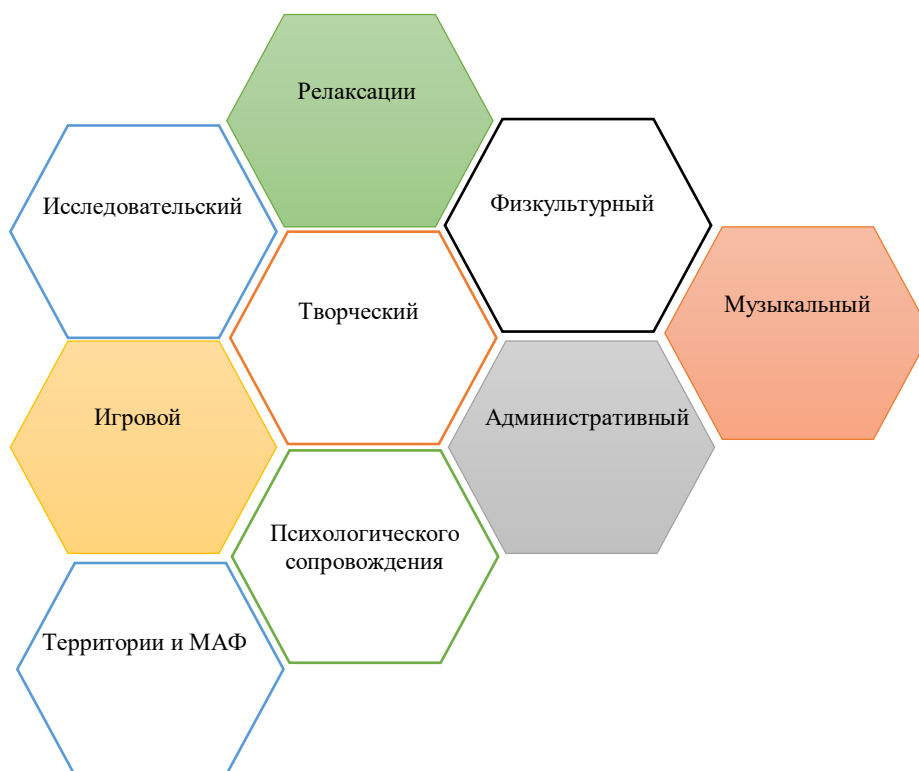 Релаксации
Исследовательский
Физкультурный
Творческий
Музыкальный
Игровой
Административный
Психологического
сопровождения
Территории и МАФ